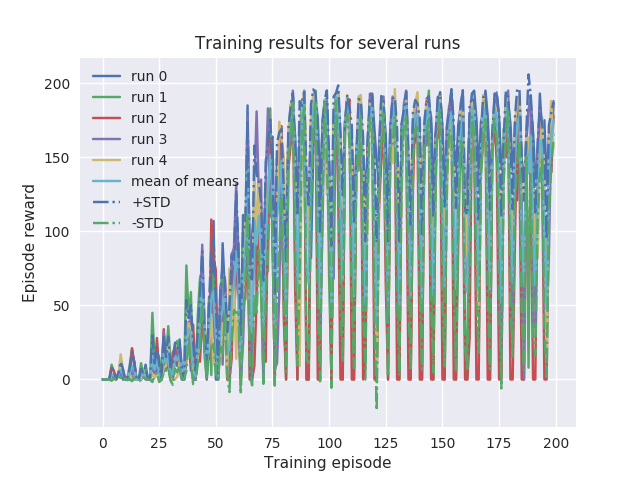 Training results for several runs
run 0
run 1
run 2
run 3
run 4
mean of means
+STD
-STD
200
150
100
50
0
Episode reward
0 25 50 75 100 125 150 175 200
Training episode